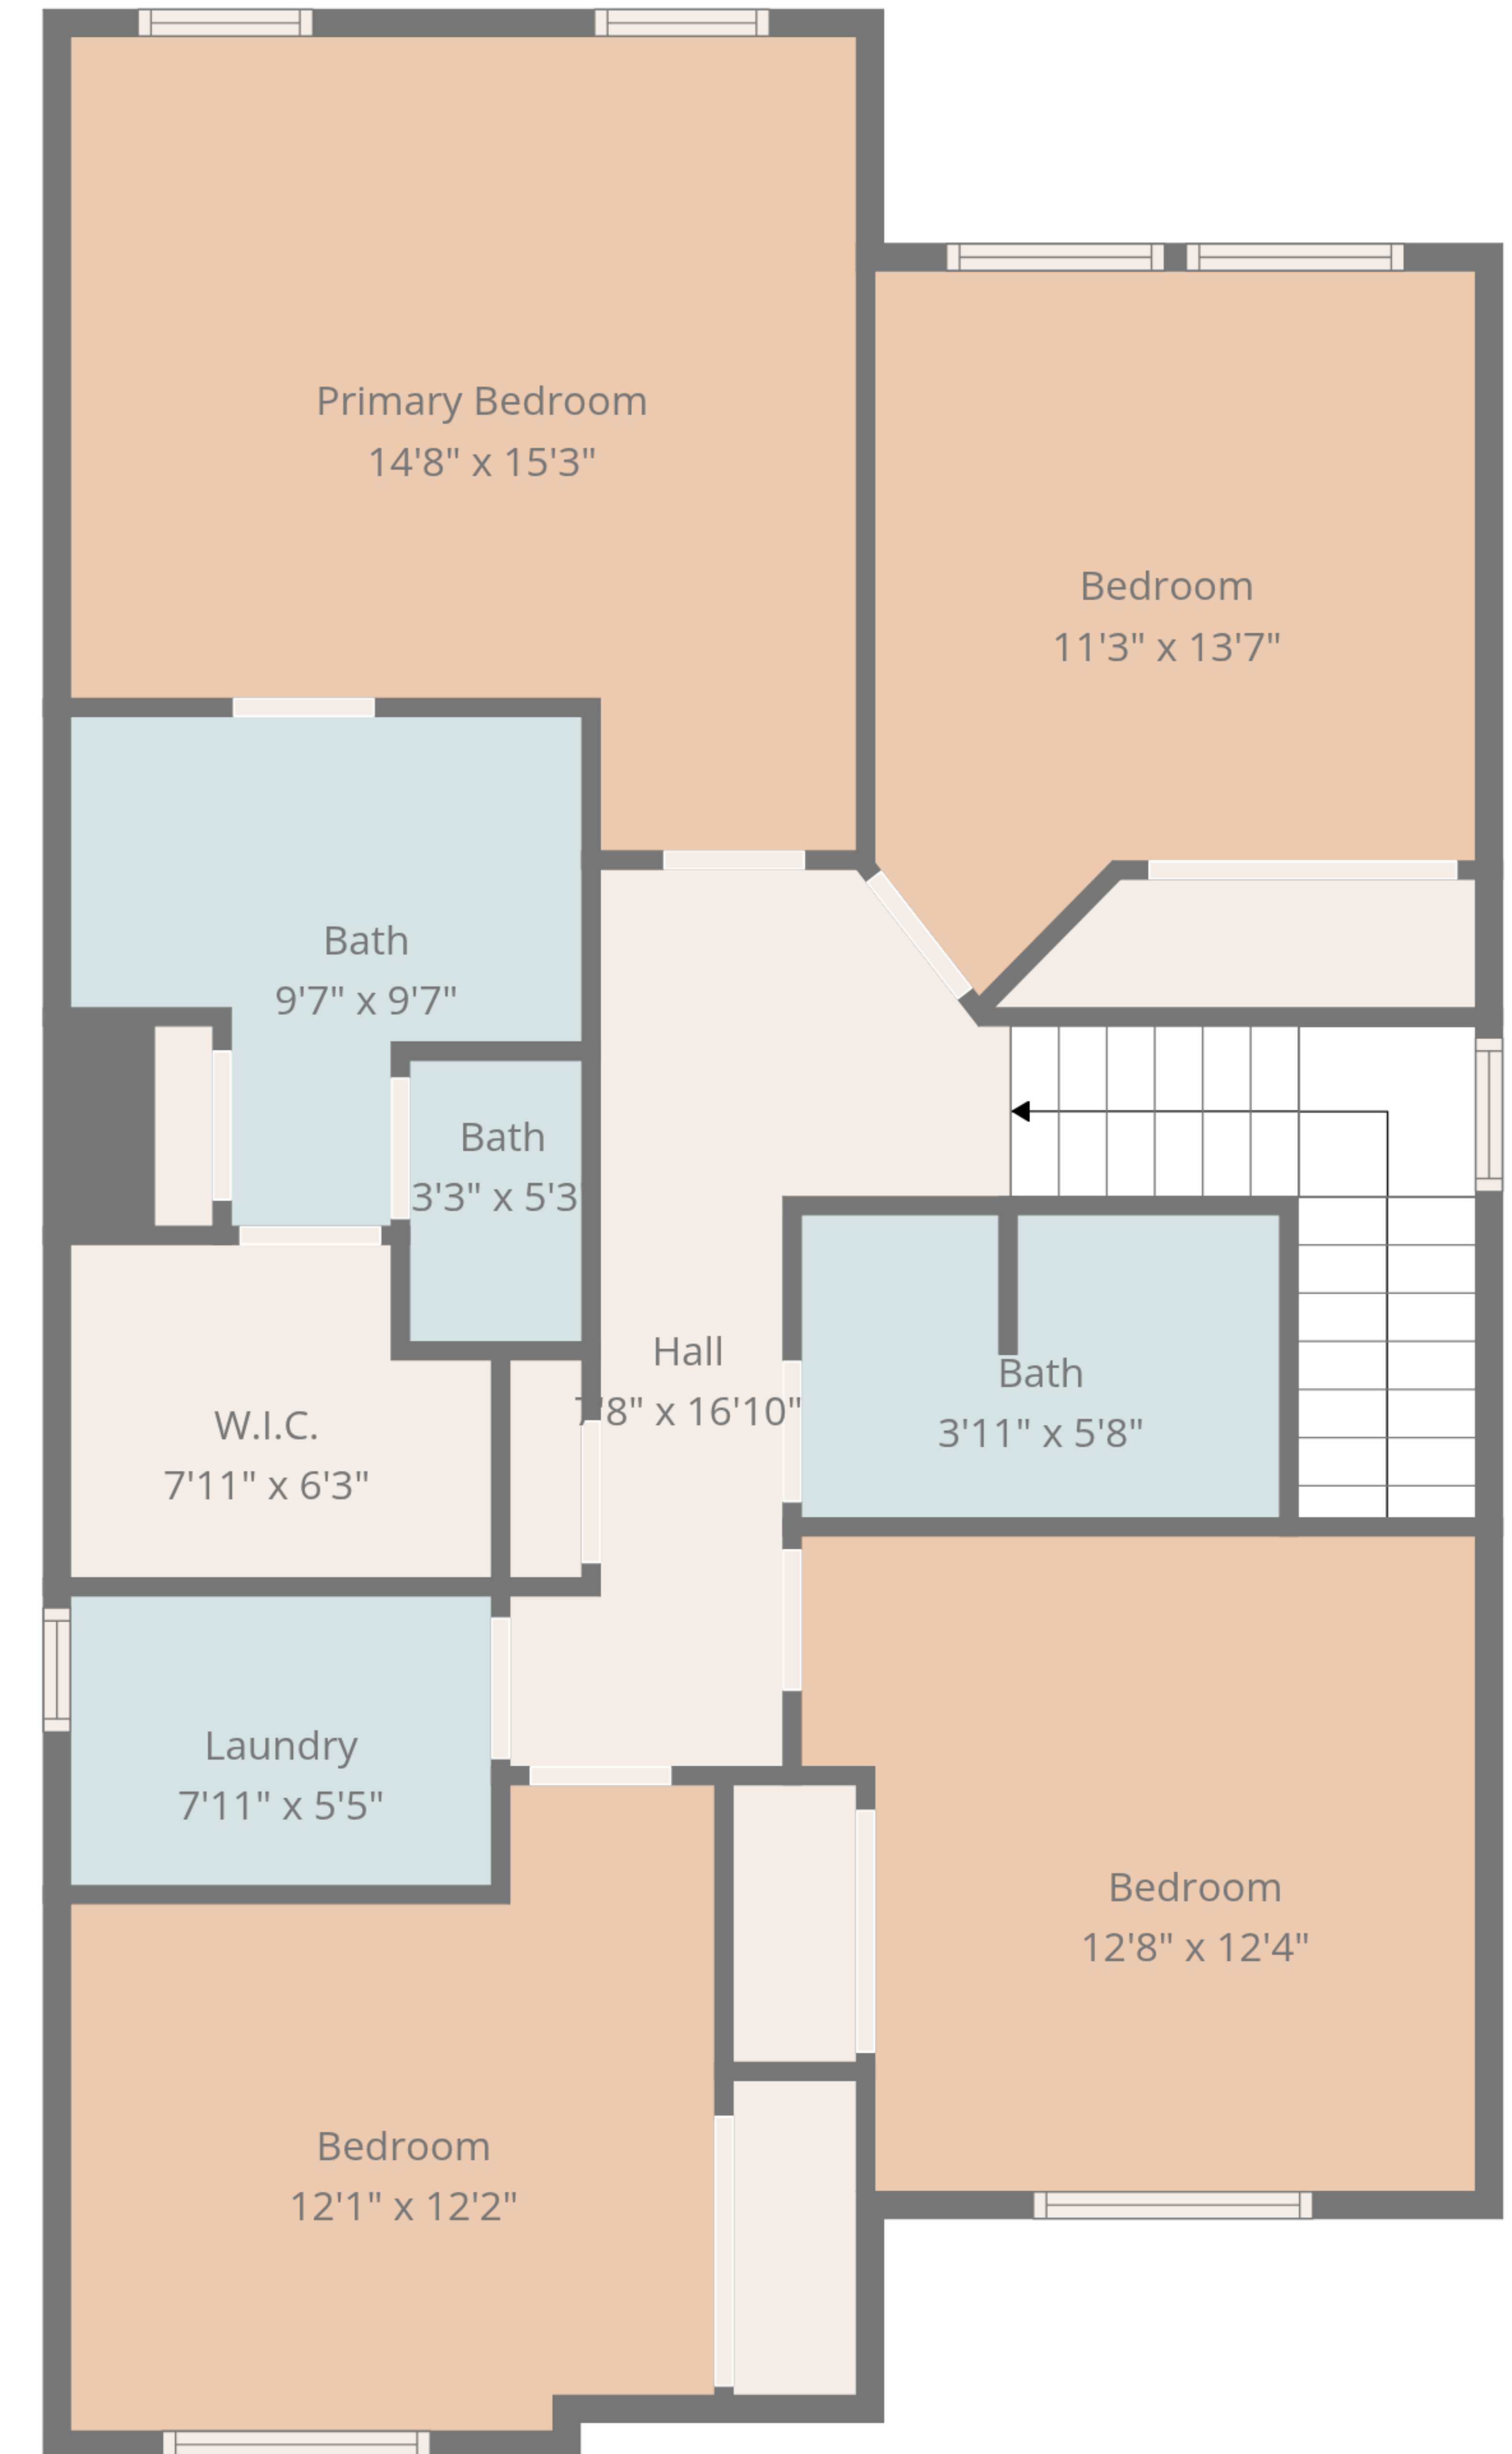 Primary Bedroom
14'8" x 15'3"
Bedroom
11'3" x 13'7"
Bath
9'7" x 9'7"
Bath
3'3" x 5'3
Hall
7'8" x 16'10"
Bath
3'11" x 5'8"
W.I.C.
7'11" x 6'3"
Laundry
7'11" x 5'5"
Bedroom
12'8" x 12'4"
Bedroom
12'1" x 12'2"